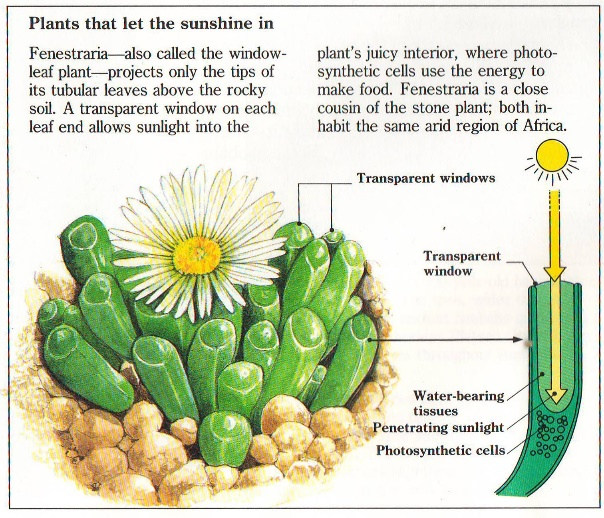 Plants that let the sunshine in
Fenestraria—also called the window-
leaf plant—projects only the tips of
its tubular leaves above the rocky
soil. A transparent window on each
leaf end allows sunlight into the
plant's juicy interior, where photo-
synthetic cells use the energy to
make food. Fenestraria is a close
cousin of the stone plant; both in-
habit the same arid region of Africa.
Transparent windows
Transparent
window
Water-bearing
tissues
Penetrating sunlight
Photosynthetic cells